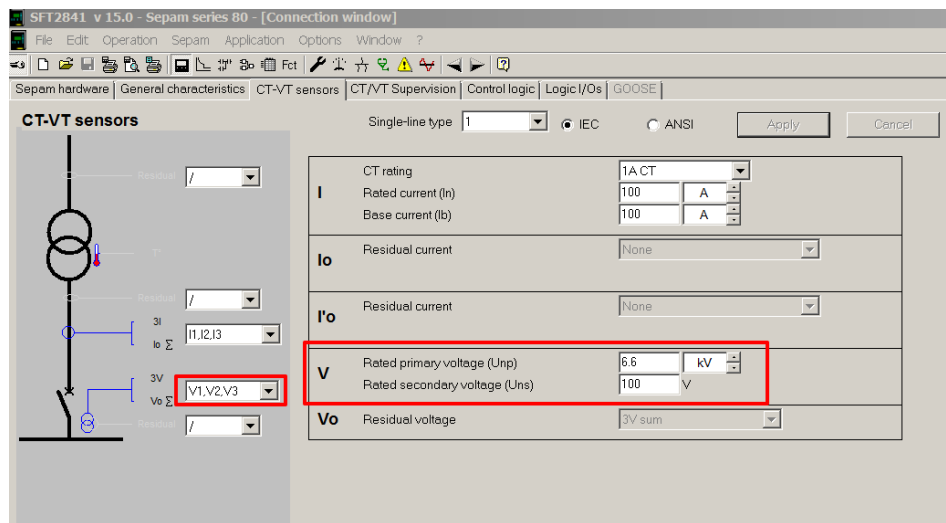 SFT2841 v 15.0 - Sepam series 80 - [Connection window]
File Edit Operation Sepam Application Options Window ?
Fct
Sepam hardware General characteristics CT-VT sensors CT/VT Supervision Control logic Logic I/Os GOOSE
CT-VT sensors
Single-line type 1 IEC ANSI Apply Cancel
Residual /
T°
Residual /
3I
Io Σ
I1,I2,I3
3V
Vo Σ
V1,V2,V3
Residual /
I
CT rating 1A CT
Rated current (In) 100 A
Base current (Ib) 100 A
Io
Residual current None
I'o
Residual current None
V
Rated primary voltage (Unp) 6.6 kV
Rated secondary voltage (Uns) 100 V
Vo Residual voltage 3V sum